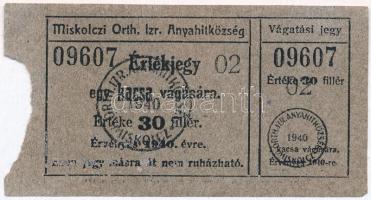 Miskolczi Orth. Izr. Anyahitközség
09607
Értékjegy 02
egy kacsa vágására.
Értéke 30 fillér.
Érvényes 1940. évre.
Ezen jegy másra át nem ruházható.
Vágatási jegy
09607
Értéke 30 fillér
02
1940
kacsa vágására.
Érvényes 1940-re.